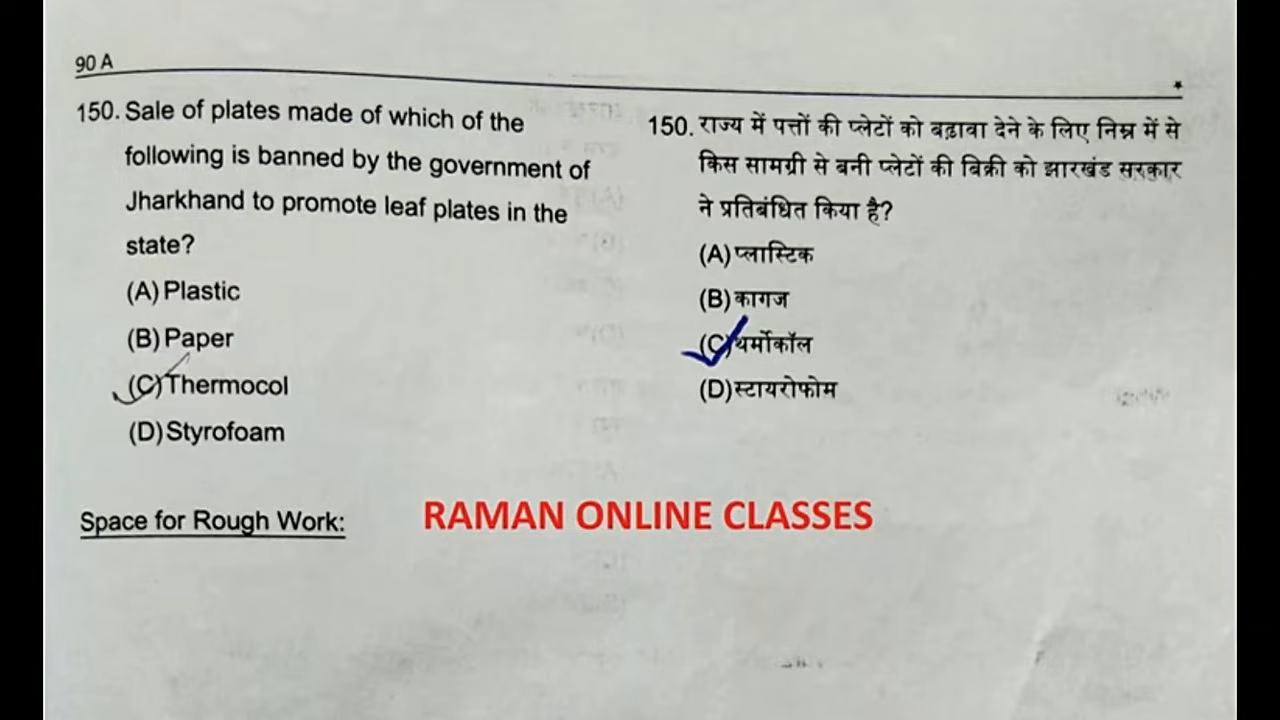 90 A
150. Sale of plates made of which of the
following is banned by the government of
Jharkhand to promote leaf plates in the
state?
(A) Plastic
(B) Paper
(C) Thermocol
(D) Styrofoam
150. राज्य में पत्तों की प्लेटों को बढ़ावा देने के लिए निम्न में से
किस सामग्री से बनी प्लेटों की बिक्री को झारखंड सरकार
ने प्रतिबंधित किया है?
(A) प्लास्टिक
(B) कागज
(C) थर्मोकॉल
(D) स्टायरोफोम
Space for Rough Work:
RAMAN ONLINE CLASSES